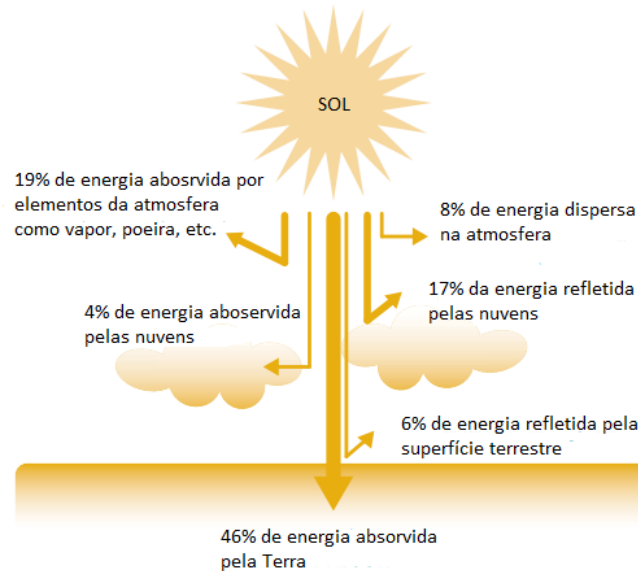 SOL
19% de energia abosrvida por
elementos da atmosfera
como vapor, poeira, etc.
8% de energia dispersa
na atmosfera
17% da energia refletida
pelas nuvens
4% de energia aboservida
pelas nuvens
6% de energia refletida pela
superfície terrestre
46% de energia absorvida
pela Terra